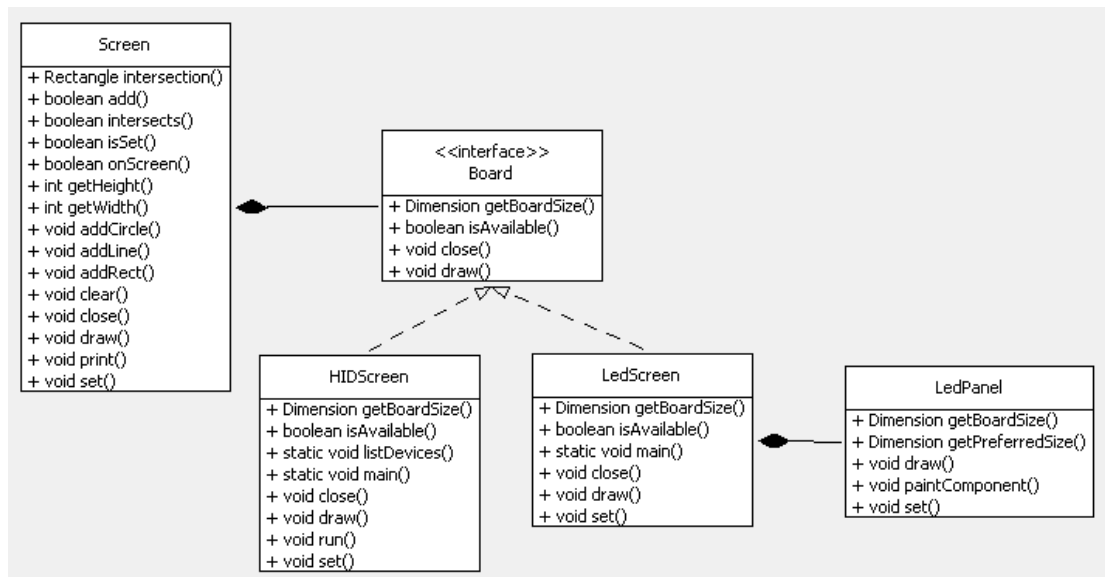 Screen
+ Rectangle intersection()
+ boolean add()
+ boolean intersects()
+ boolean isSet()
+ boolean onScreen()
+ int getHeight()
+ int getWidth()
+ void addCircle()
+ void addLine()
+ void addRect()
+ void clear()
+ void close()
+ void draw()
+ void print()
+ void set()
<<interface>>
Board
+ Dimension getBoardSize()
+ boolean isAvailable()
+ void close()
+ void draw()
HIDScreen
+ Dimension getBoardSize()
+ boolean isAvailable()
+ static void listDevices()
+ static void main()
+ void close()
+ void draw()
+ void run()
+ void set()
LedScreen
+ Dimension getBoardSize()
+ boolean isAvailable()
+ static void main()
+ void close()
+ void draw()
+ void set()
LedPanel
+ Dimension getBoardSize()
+ Dimension getPreferredSize()
+ void draw()
+ void paintComponent()
+ void set()